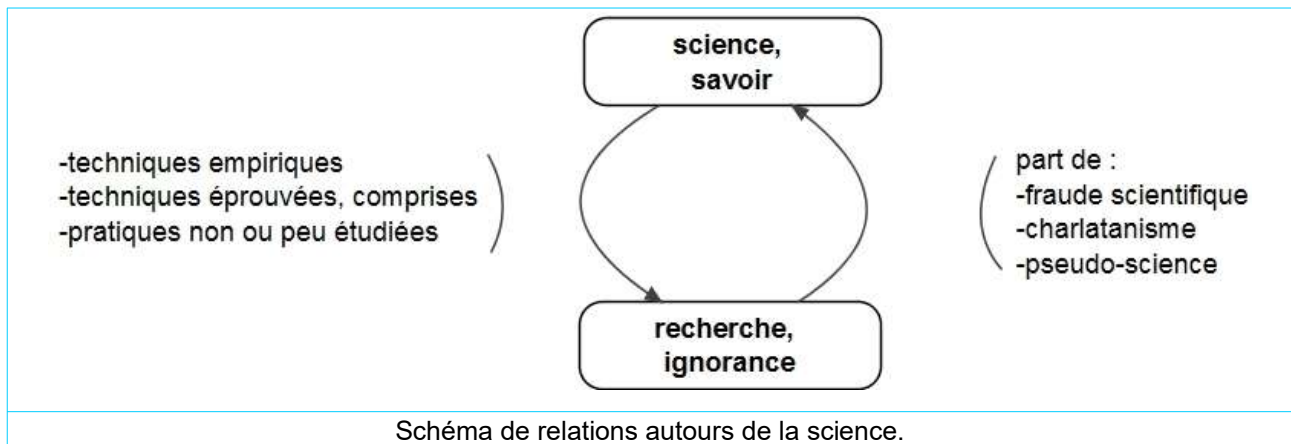 science,
savoir
-techniques empiriques
-techniques éprouvées, comprises
-pratiques non ou peu étudiées
part de :
-fraude scientifique
-charlatanisme
-pseudo-science
recherche,
ignorance
Schéma de relations autours de la science.